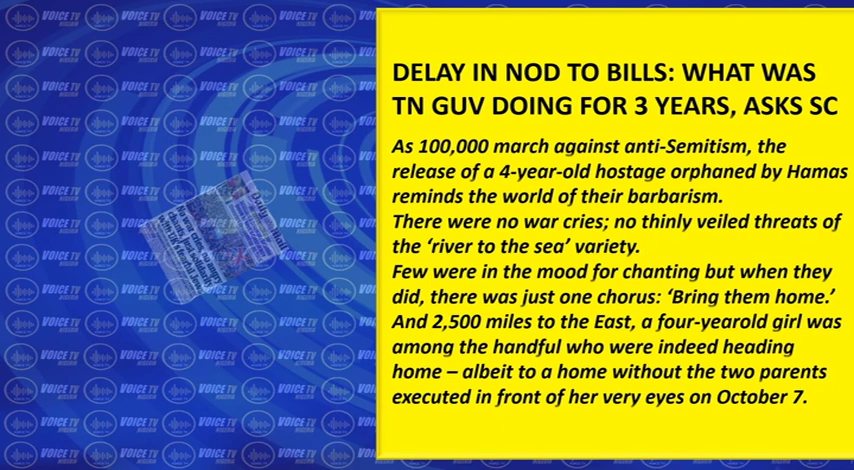 DELAY IN NOD TO BILLS: WHAT WAS
TN GUV DOING FOR 3 YEARS, ASKS SC
As 100,000 march against anti-Semitism, the
release of a 4-year-old hostage orphaned by Hamas
reminds the world of their barbarism.
There were no war cries; no thinly veiled threats of
the ‘river to the sea’ variety.
Few were in the mood for chanting but when they
did, there was just one chorus: ‘Bring them home.’
And 2,500 miles to the East, a four-yearold girl was
among the handful who were indeed heading
home – albeit to a home without the two parents
executed in front of her very eyes on October 7.
VOICE TV
NIGERIA